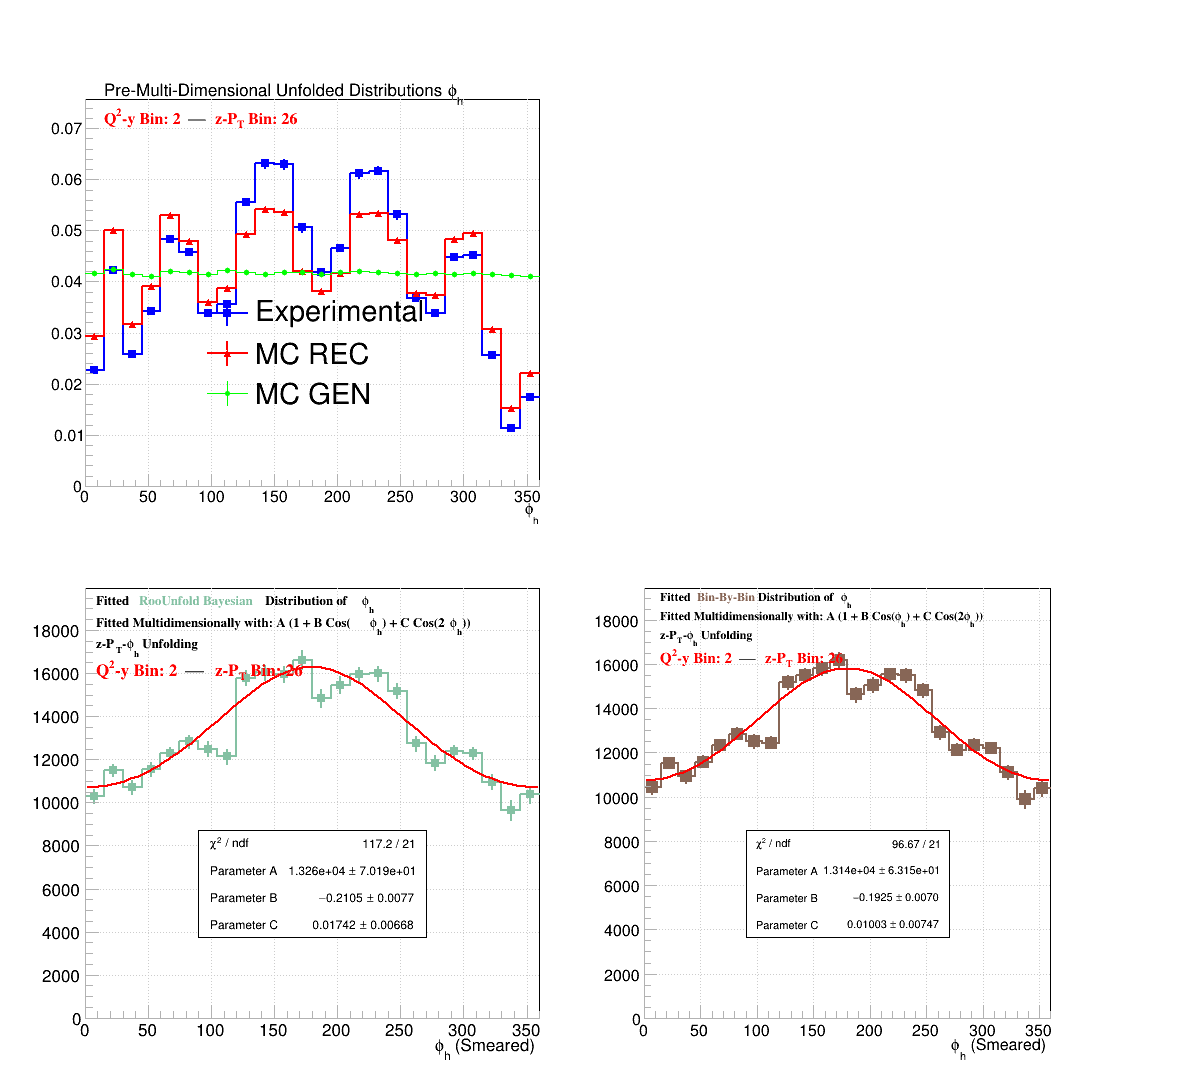 Pre-Multi-Dimensional Unfolded Distributions ϕh
Q2-y Bin: 2 — z-PT Bin: 26
0.07
0.06
0.05
0.04
0.03
0.02
0.01
0
Experimental
MC REC
MC GEN
0 50 100 150 200 250 300 350
ϕh
Fitted RooUnfold Bayesian Distribution of ϕh
Fitted Multidimensionally with: A (1 + B Cos( ϕh) + C Cos(2 ϕh))
z-PT-ϕh Unfolding
Q2-y Bin: 2 — z-PT Bin: 26
18000
16000
14000
12000
10000
8000
6000
4000
2000
0
χ2 / ndf 117.2 / 21
Parameter A 1.326e+04 ± 7.019e+01
Parameter B −0.2105 ± 0.0077
Parameter C 0.01742 ± 0.00668
0 50 100 150 200 250 300 350
ϕh (Smeared)
Fitted Bin-By-Bin Distribution of ϕh
Fitted Multidimensionally with: A (1 + B Cos(ϕh) + C Cos(2ϕh))
z-PT-ϕh Unfolding
Q2-y Bin: 2 — z-PT Bin: 26
18000
16000
14000
12000
10000
8000
6000
4000
2000
0
χ2 / ndf 96.67 / 21
Parameter A 1.314e+04 ± 6.315e+01
Parameter B −0.1925 ± 0.0070
Parameter C 0.01003 ± 0.00747
0 50 100 150 200 250 300 350
ϕh (Smeared)